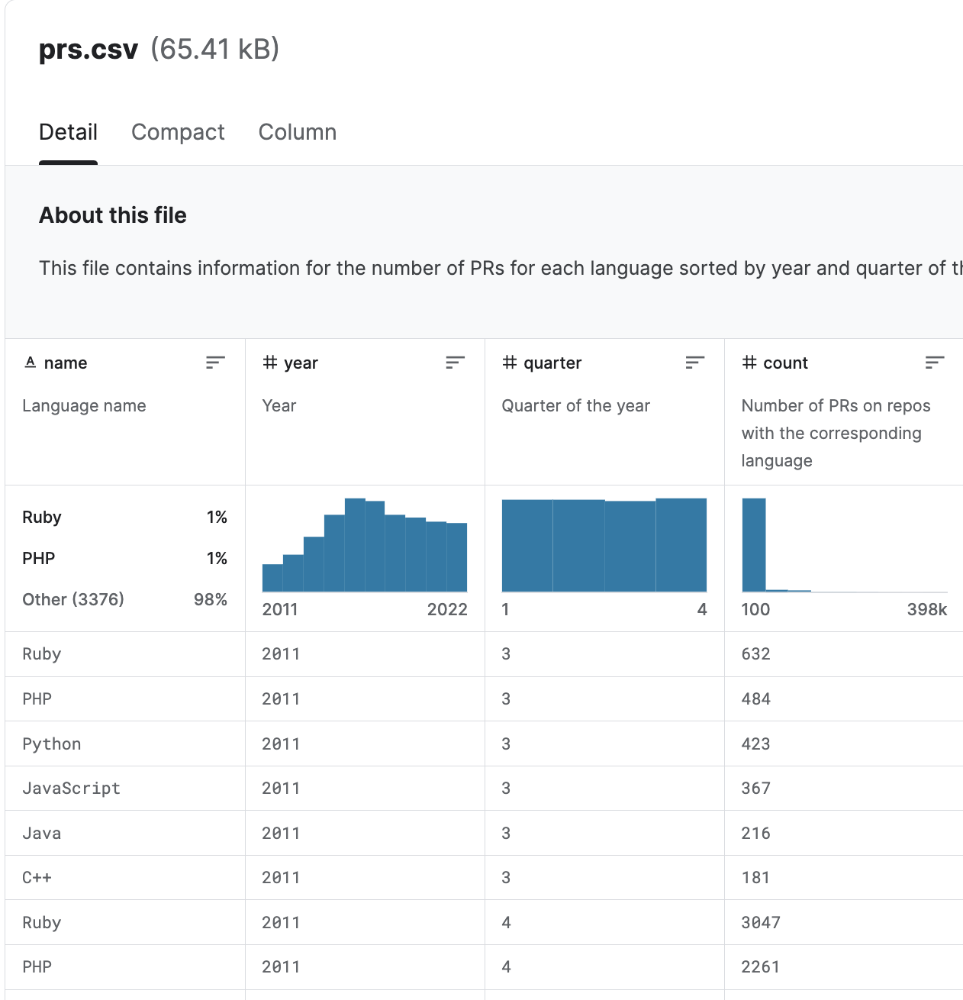 prs.csv (65.41 kB)
Detail Compact Column
About this file
This file contains information for the number of PRs for each language sorted by year and quarter of
name year quarter count
Language name Year Quarter of the year Number of PRs on repos
with the corresponding
language
Ruby 1%
PHP 1%
Other (3376) 98%
2011 2022 1 4 100 398k
Ruby 2011 3 632
PHP 2011 3 484
Python 2011 3 423
JavaScript 2011 3 367
Java 2011 3 216
C++ 2011 3 181
Ruby 2011 4 3047
PHP 2011 4 2261